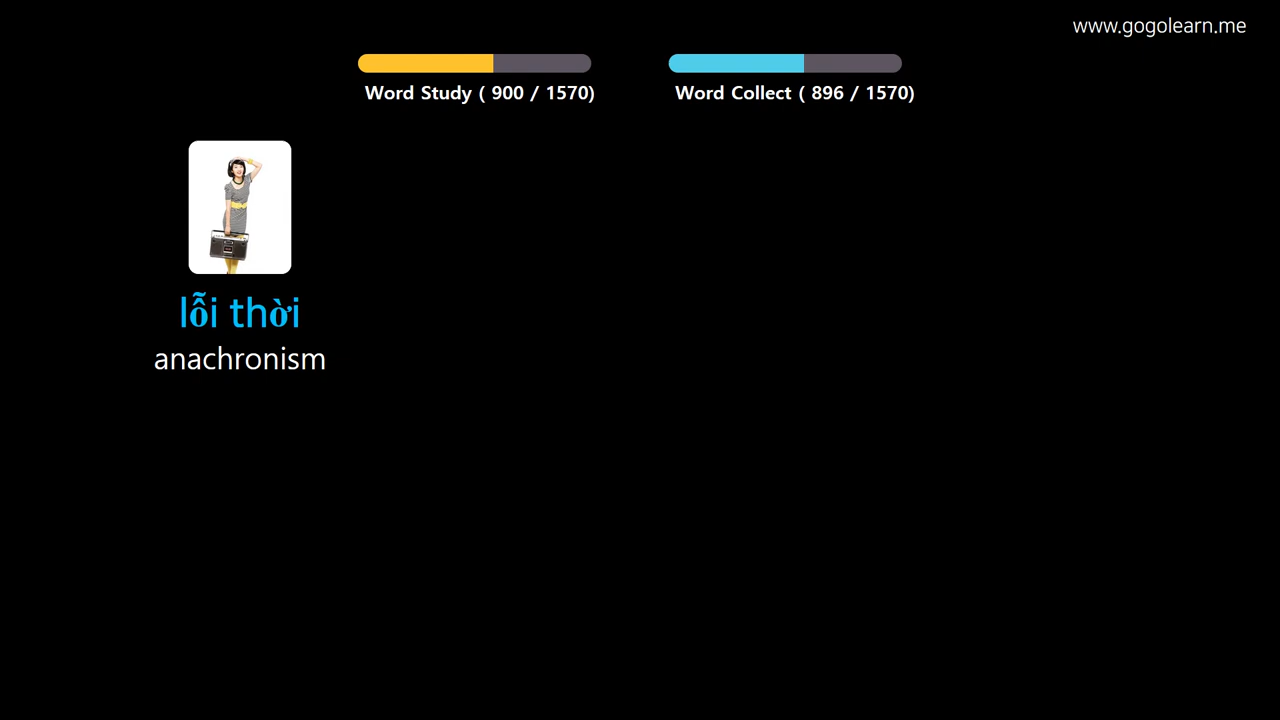 www.gogolearn.me
Word Study ( 900 / 1570)
Word Collect ( 896 / 1570)
lỗi thời
anachronism